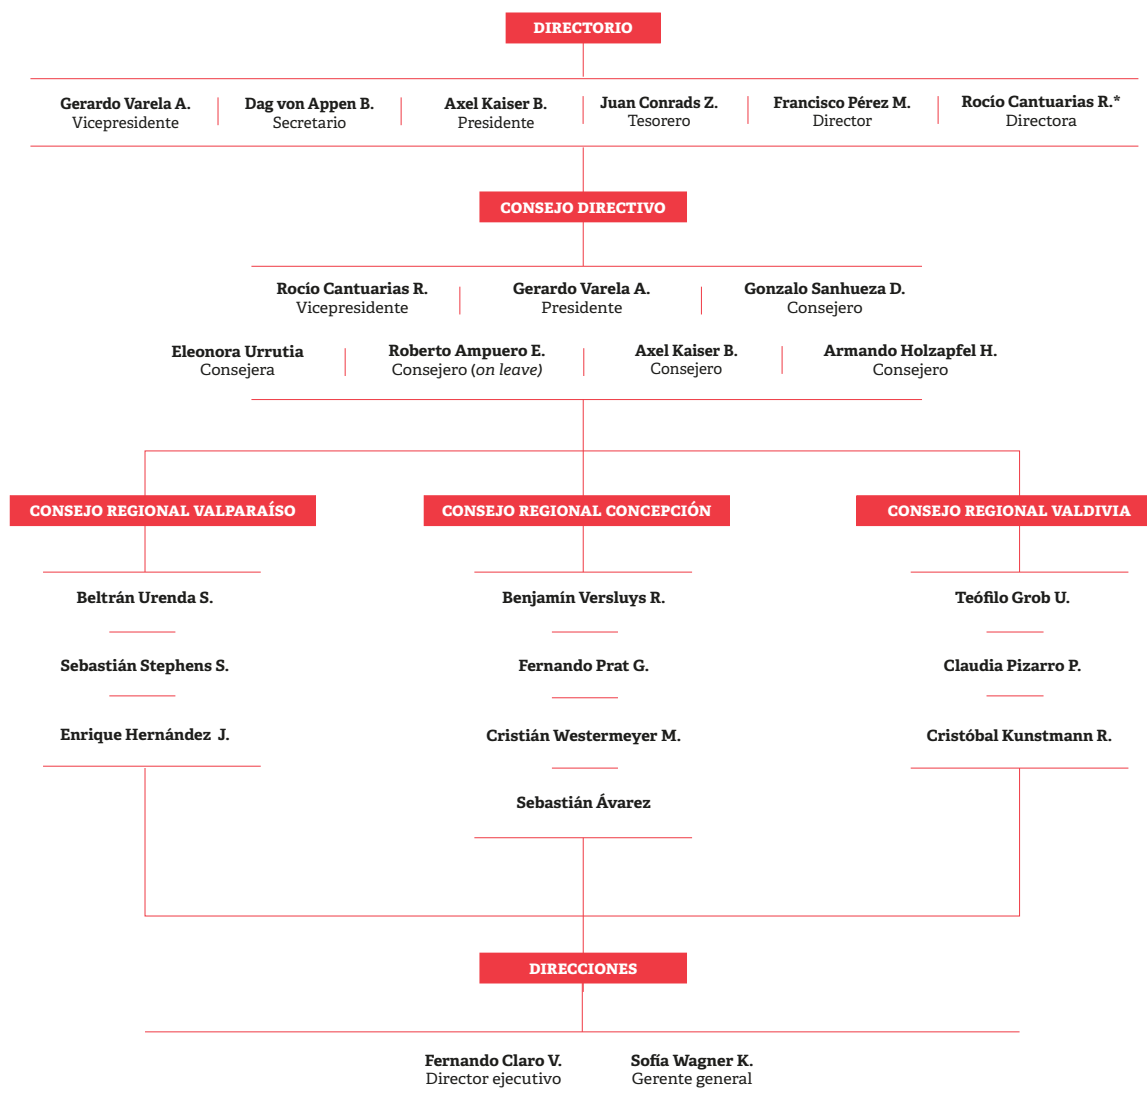 DIRECTORIO
Gerardo Varela A.
Vicepresidente
Dag von Appen B.
Secretario
Axel Kaiser B.
Presidente
Juan Conrads Z.
Tesorero
Francisco Pérez M.
Director
Rocío Cantuarias R.*
Directora
CONSEJO DIRECTIVO
Rocío Cantuarias R.
Vicepresidente
Gerardo Varela A.
Presidente
Gonzalo Sanhueza D.
Consejero
Eleonora Urrutia
Consejera
Roberto Ampuero E.
Consejero (on leave)
Axel Kaiser B.
Consejero
Armando Holzapfel H.
Consejero
CONSEJO REGIONAL VALPARAÍSO
Beltrán Urenda S.
Sebastián Stephens S.
Enrique Hernández J.
CONSEJO REGIONAL CONCEPCIÓN
Benjamín Versluys R.
Fernando Prat G.
Cristián Westermeyer M.
Sebastián Ávarez
CONSEJO REGIONAL VALDIVIA
Teófilo Grob U.
Claudia Pizarro P.
Cristóbal Kunstmann R.
DIRECCIONES
Fernando Claro V.
Director ejecutivo
Sofía Wagner K.
Gerente general